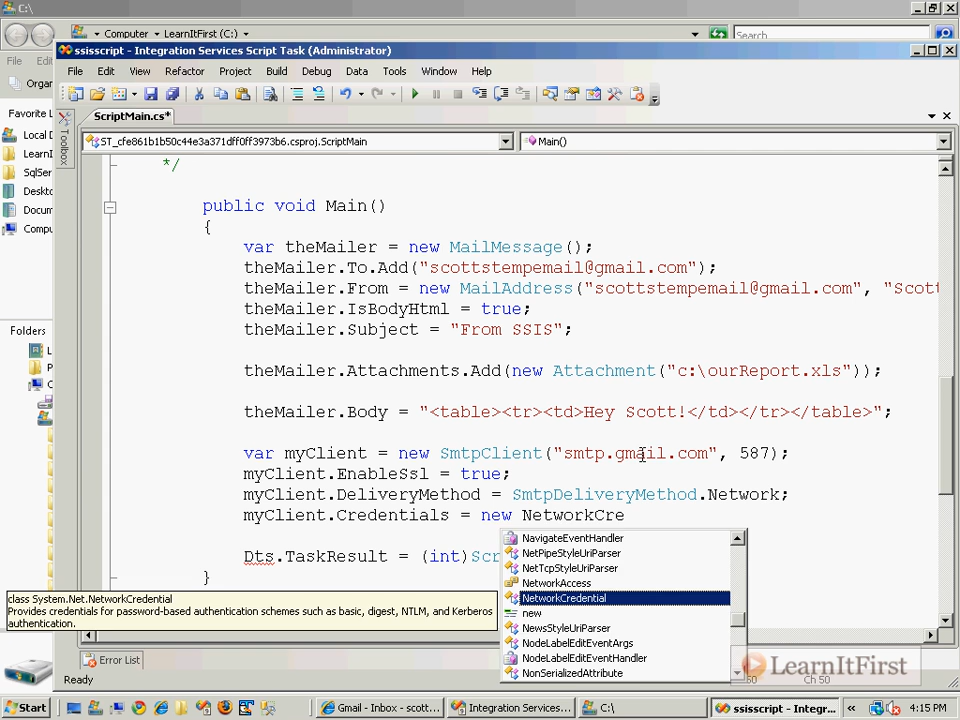 C:\
Computer
LearnItFirst (C:)
Search
File
Edi
ssisscript - Integration Services Script Task (Administrator)
File Edit View Refactor Project Build Debug Data Tools Window Help
Organ
Favorite L
Local D
LearnI
SqlSer
Deskto
Docum
Compu
Folders
Toolbox
ScriptMain.cs*
ST_cfe861b1b50c44e3a371dff0ff3973b6.csproj.ScriptMain
Main()
*/
public void Main()
{
var theMailer = new MailMessage();
theMailer.To.Add("scottstempemail@gmail.com");
theMailer.From = new MailAddress("scottstempemail@gmail.com", "Scott
theMailer.IsBodyHtml = true;
theMailer.Subject = "From SSIS";
theMailer.Attachments.Add(new Attachment("c:\ourReport.xls"));
theMailer.Body = "<table><tr><td>Hey Scott!</td></tr></table>";
var myClient = new SmtpClient("smtp.gmail.com", 587);
myClient.EnableSsl = true;
myClient.DeliveryMethod = SmtpDeliveryMethod.Network;
myClient.Credentials = new NetworkCre
Dts.TaskResult = (int)Scr
}
NavigateEventHandler
NetPipeStyleUriParser
NetTcpStyleUriParser
NetworkAccess
NetworkCredential
new
NewsStyleUriParser
NodeLabelEditEventArgs
NodeLabelEditEventHandler
NonSerializedAttribute
class System.Net.NetworkCredential
Provides credentials for password-based authentication schemes such as basic, digest, NTLM, and Kerberos
authentication.
Error List
Ready
Ch 50
LearnItFirst
Start
Gmail - Inbox - scott...
Integration Services...
C:\
ssisscript - Integr...
4:15 PM